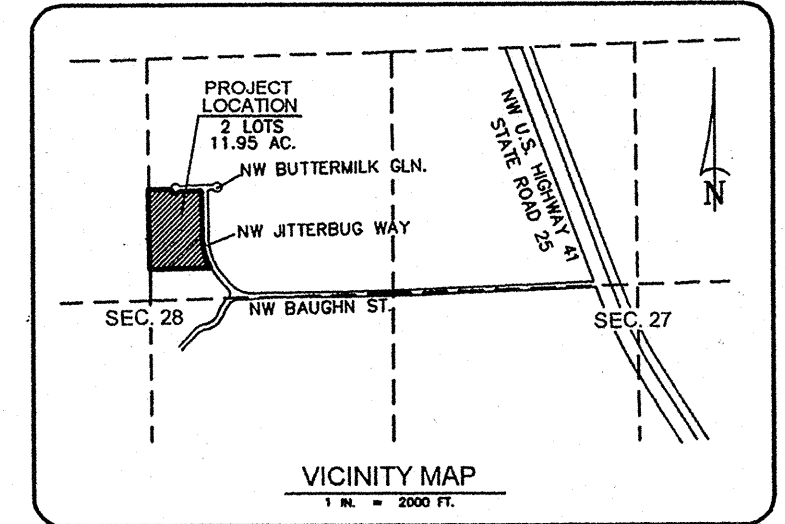 PROJECT
LOCATION
2 LOTS
11.95 AC.
NW BUTTERMILK GLN.
NW JITTERBUG WAY
NW U.S. HIGHWAY 41
STATE ROAD 25
N
SEC. 28
NW BAUGHN ST.
SEC. 27
VICINITY MAP
1 IN. = 2000 FT.